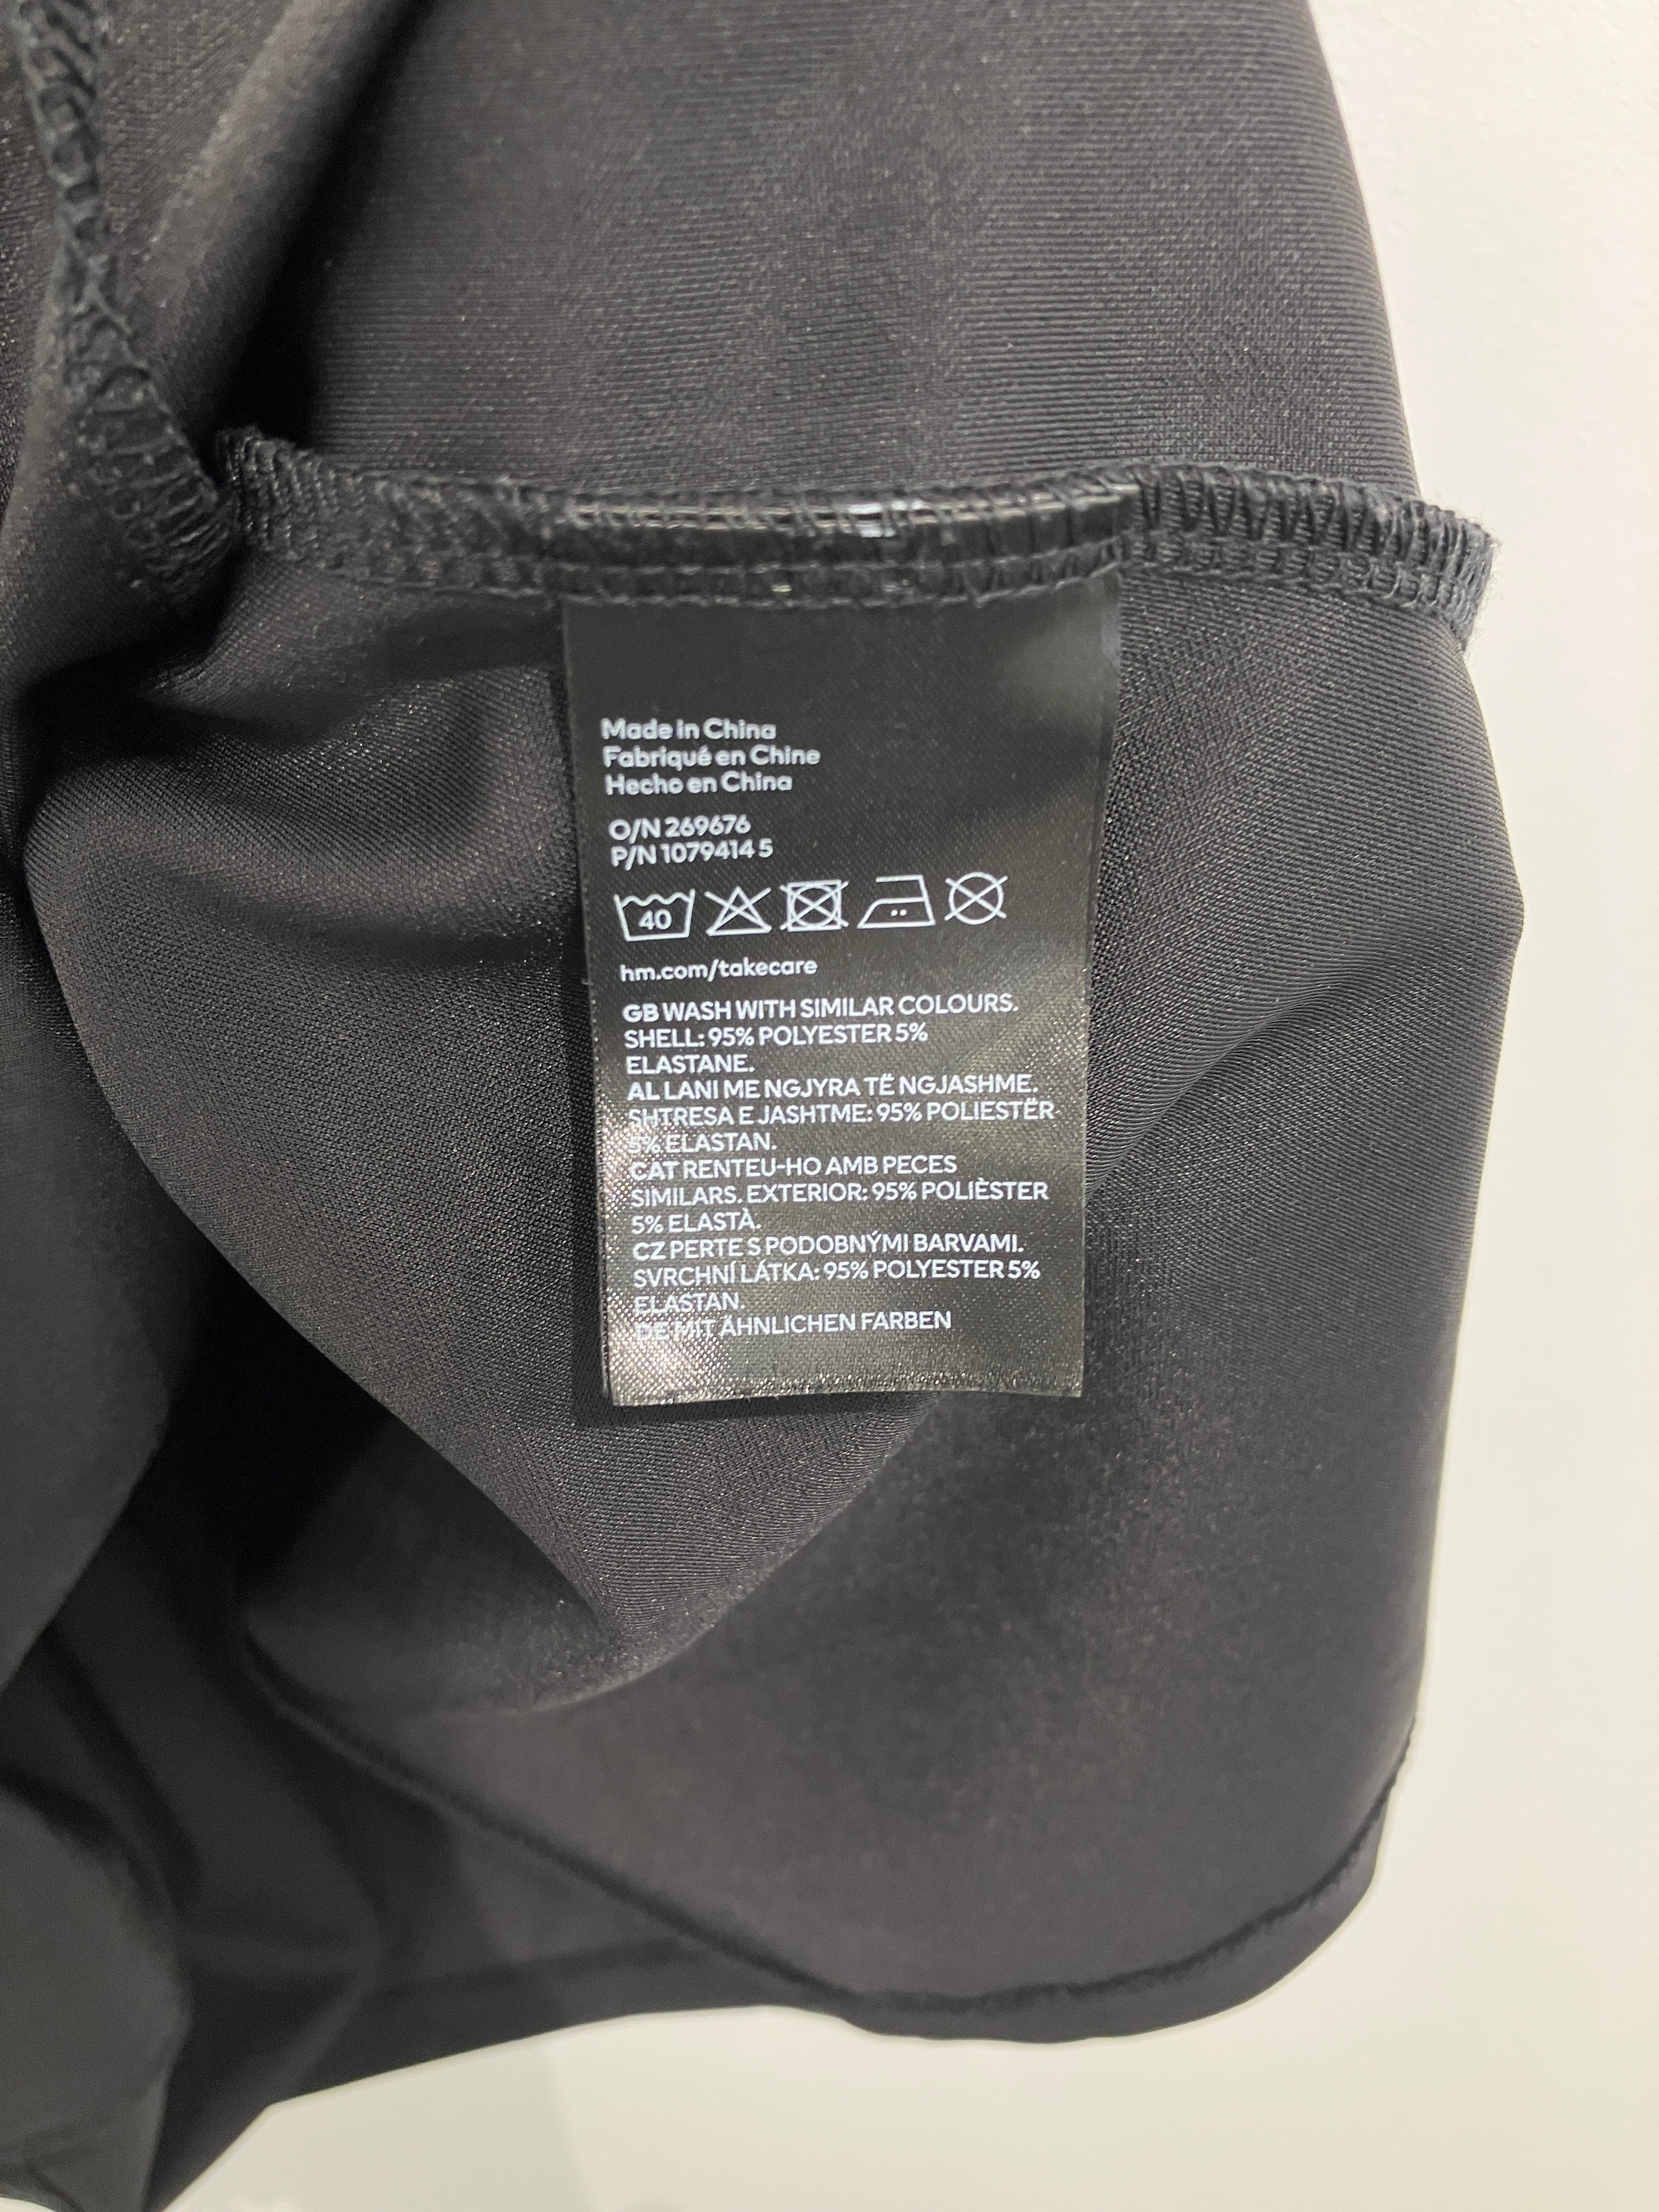 Made in China
Fabriqué en Chine
Hecho en China
O/N 269676
P/N 1079414 5
40
hm.com/takecare
GB WASH WITH SIMILAR COLOURS.
SHELL: 95% POLYESTER 5%
ELASTANE.
AL LANI ME NGJYRA TË NGJASHME.
SHTRESA E JASHTME: 95% POLIESTËR
5% ELASTAN.
CAT RENTEU-HO AMB PECES
SIMILARS. EXTERIOR: 95% POLIÈSTER
5% ELASTÀ.
CZ PERTE S PODOBNÝMI BARVAMI.
SVRCHNÍ LÁTKA: 95% POLYESTER 5%
ELASTAN.
DE MIT ÄHNLICHEN FARBEN